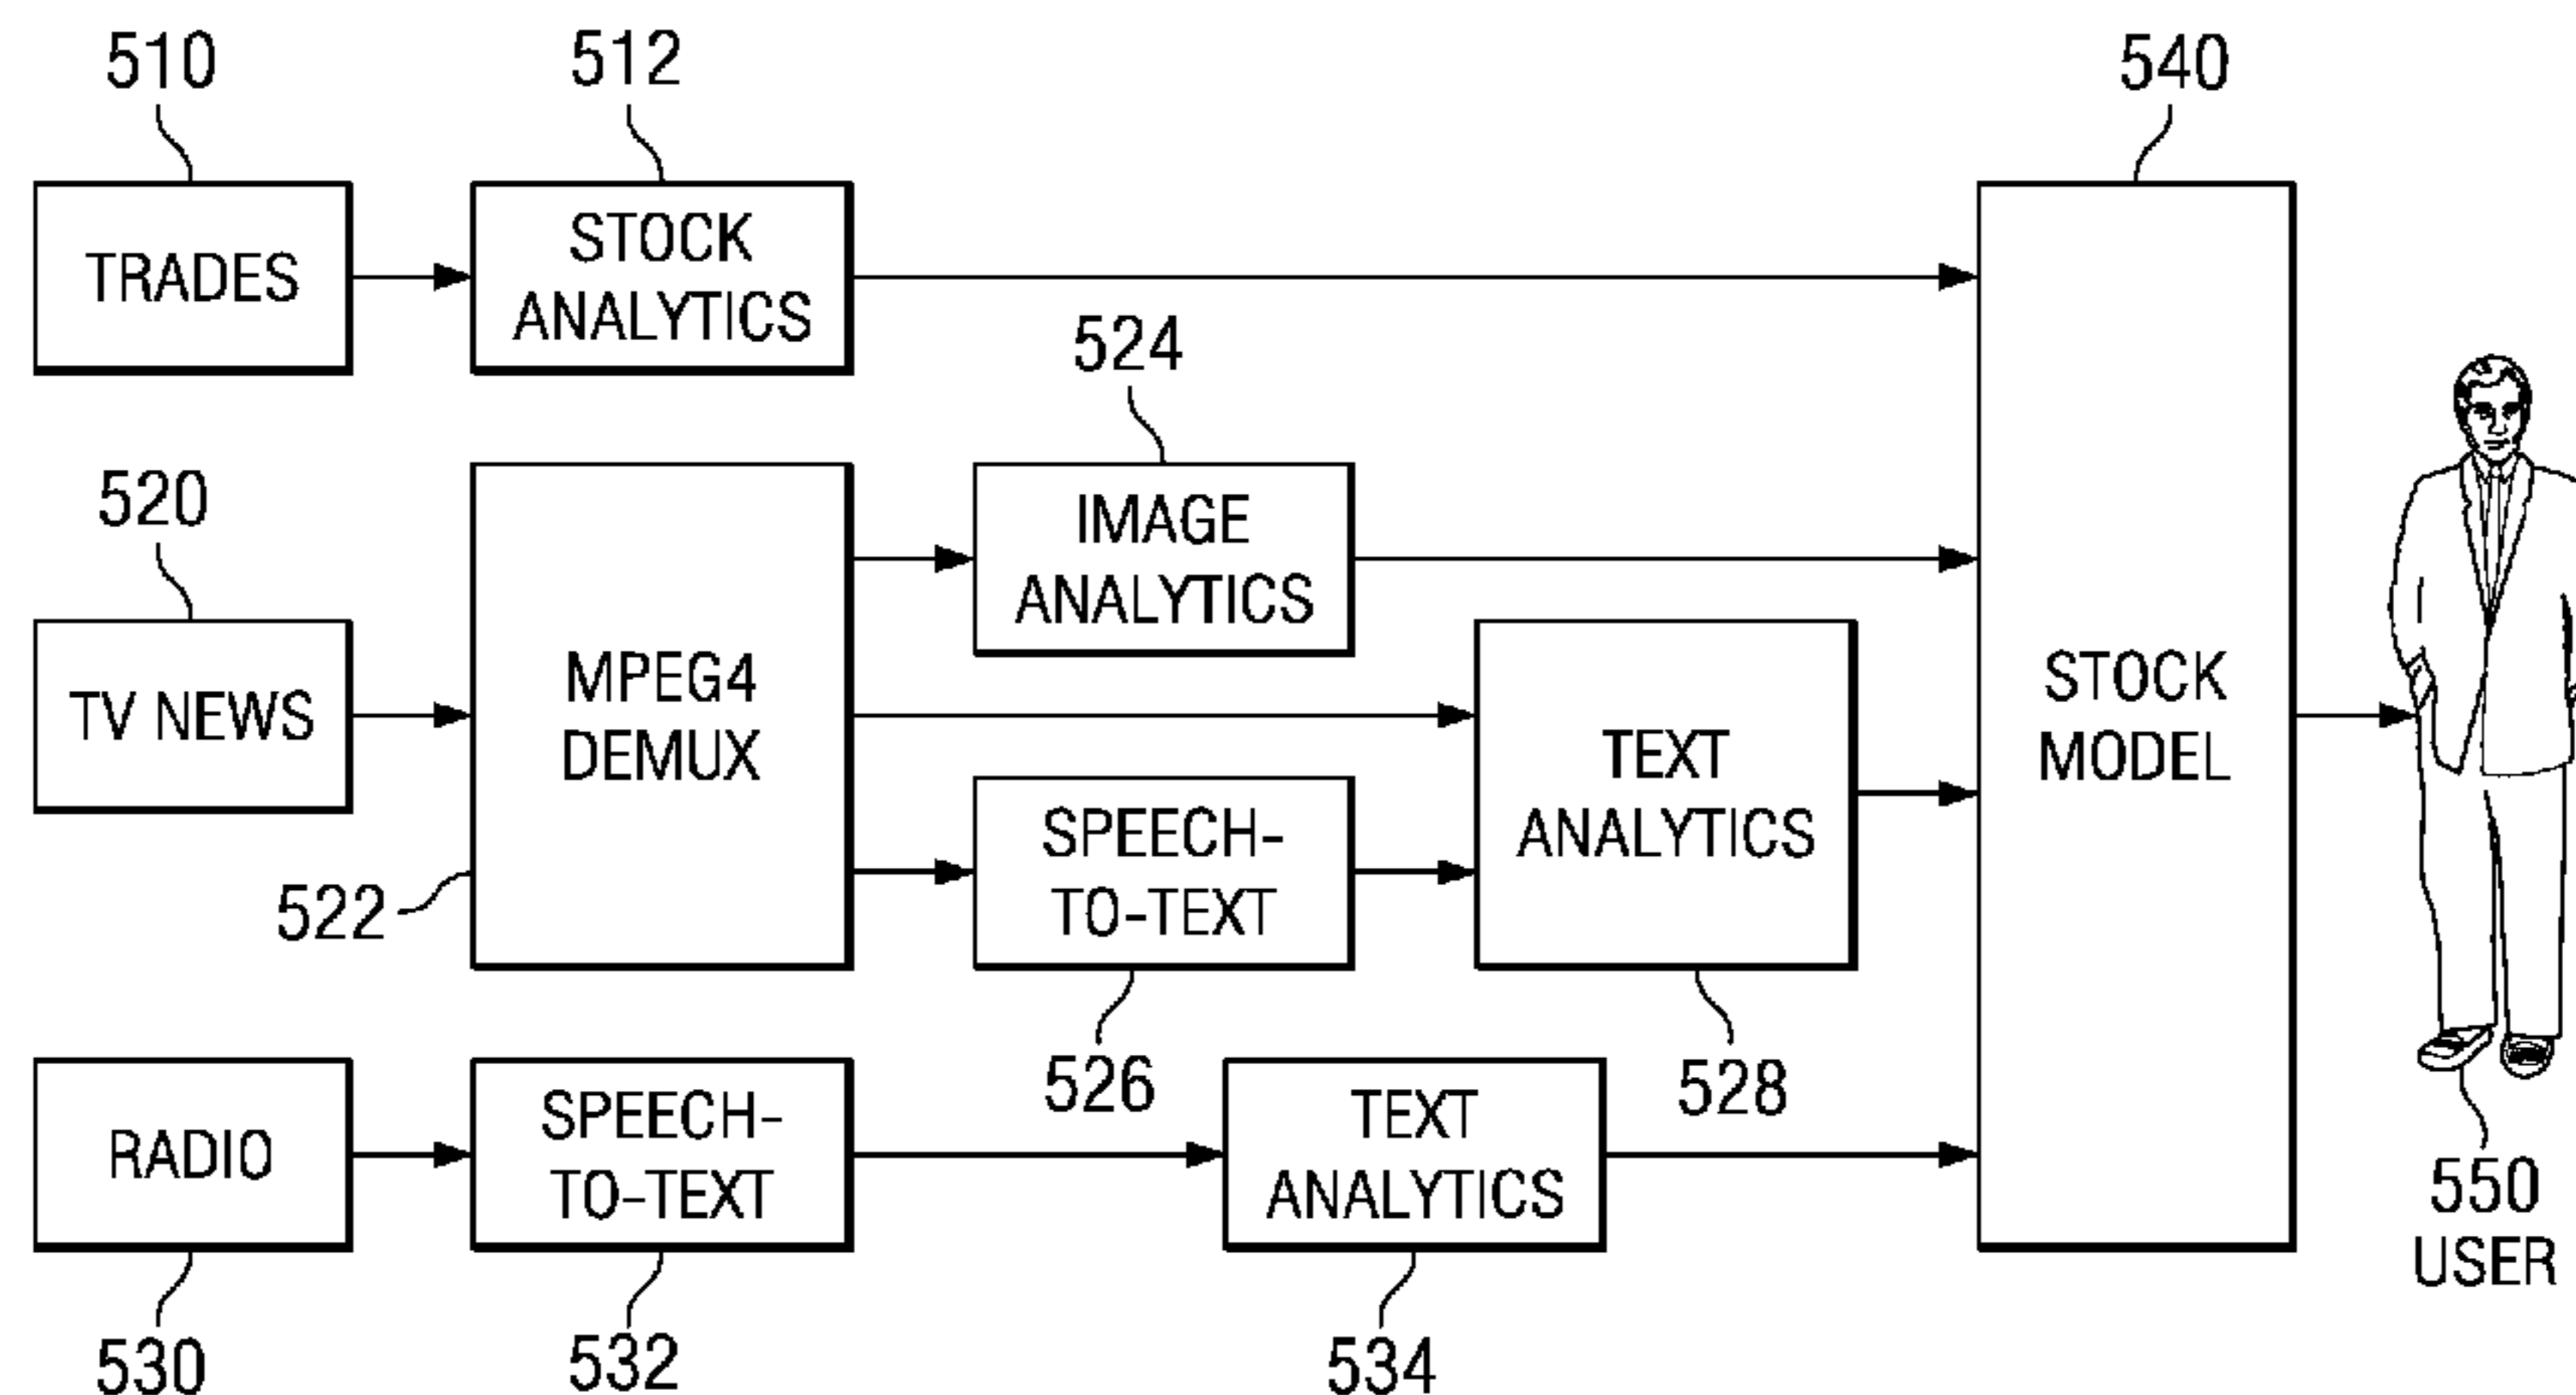 510
512
540
TRADES
STOCK
ANALYTICS
524
520
IMAGE
ANALYTICS
TV NEWS
MPEG4
DEMUX
522
SPEECH-
TO-TEXT
526
TEXT
ANALYTICS
528
STOCK
MODEL
RADIO
530
SPEECH-
TO-TEXT
532
TEXT
ANALYTICS
534
550
USER